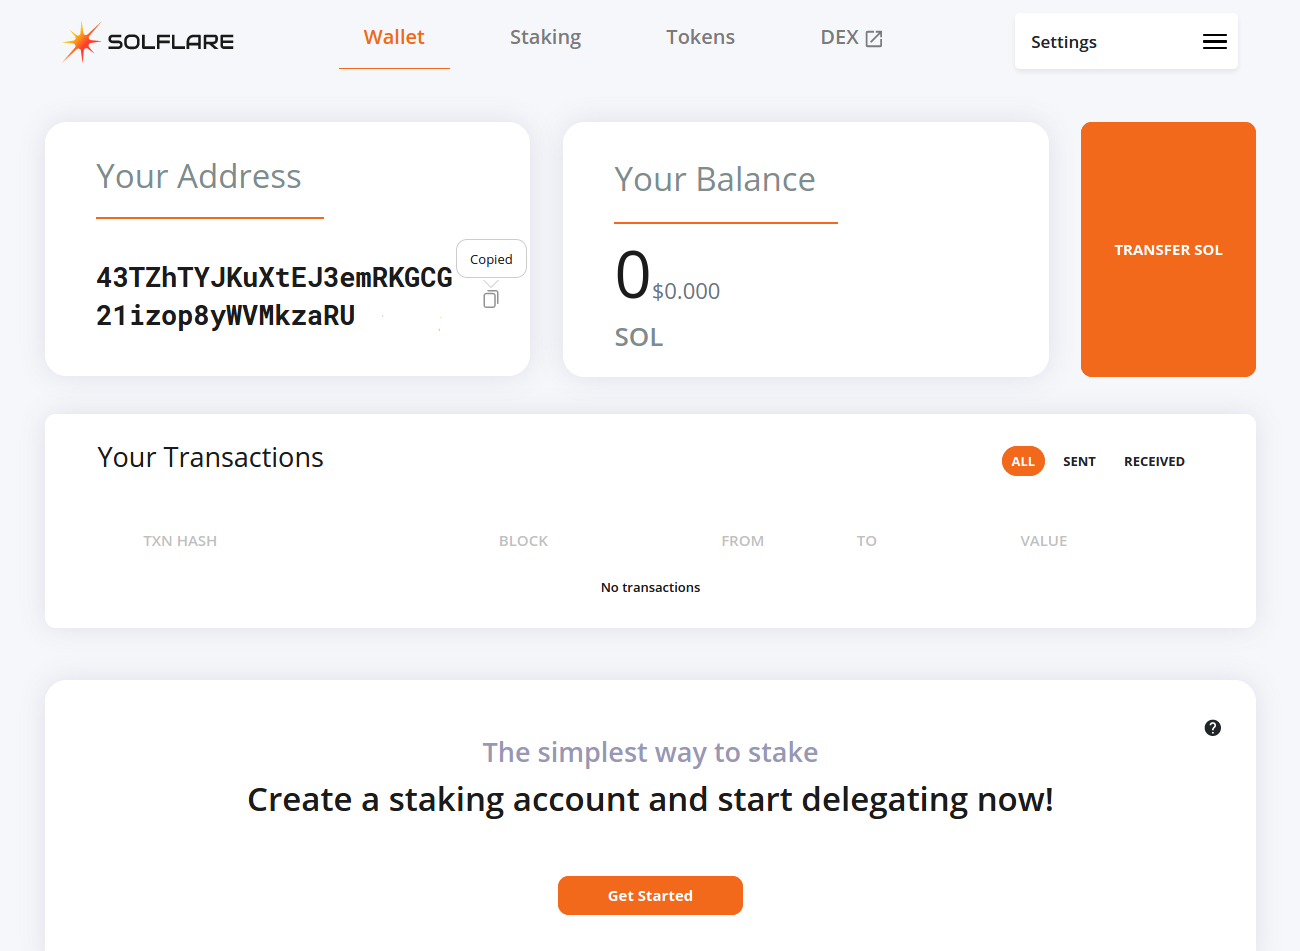 SOLFLARE
Wallet
Staking
Tokens
DEX
Settings
Your Address
43TZhTYJKuXtEJ3emRKGCG
21izop8yWVMkzaRU
Copied
Your Balance
0 $0.000
SOL
TRANSFER SOL
Your Transactions
ALL
SENT
RECEIVED
TXN HASH
BLOCK
FROM
TO
VALUE
No transactions
?
The simplest way to stake
Create a staking account and start delegating now!
Get Started